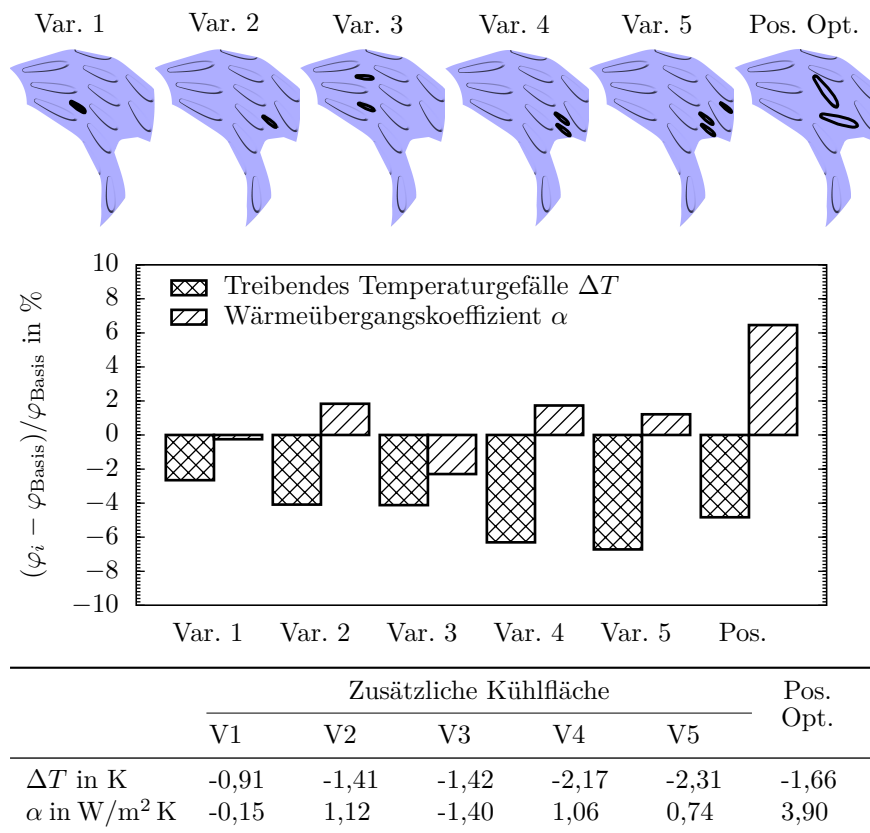 Var. 1 Var. 2 Var. 3 Var. 4 Var. 5 Pos. Opt.
10
8
6
4
2
0
−2
−4
−6
−8
−10
(φᵢ − φ_Basis)/φ_Basis in %
Treibendes Temperaturgefälle ΔT
Wärmeübergangskoeffizient α
Var. 1 Var. 2 Var. 3 Var. 4 Var. 5 Pos.
Zusätzliche Kühlfläche Pos.
Opt.
V1 V2 V3 V4 V5
ΔT in K -0,91 -1,41 -1,42 -2,17 -2,31 -1,66
α in W/m² K -0,15 1,12 -1,40 1,06 0,74 3,90